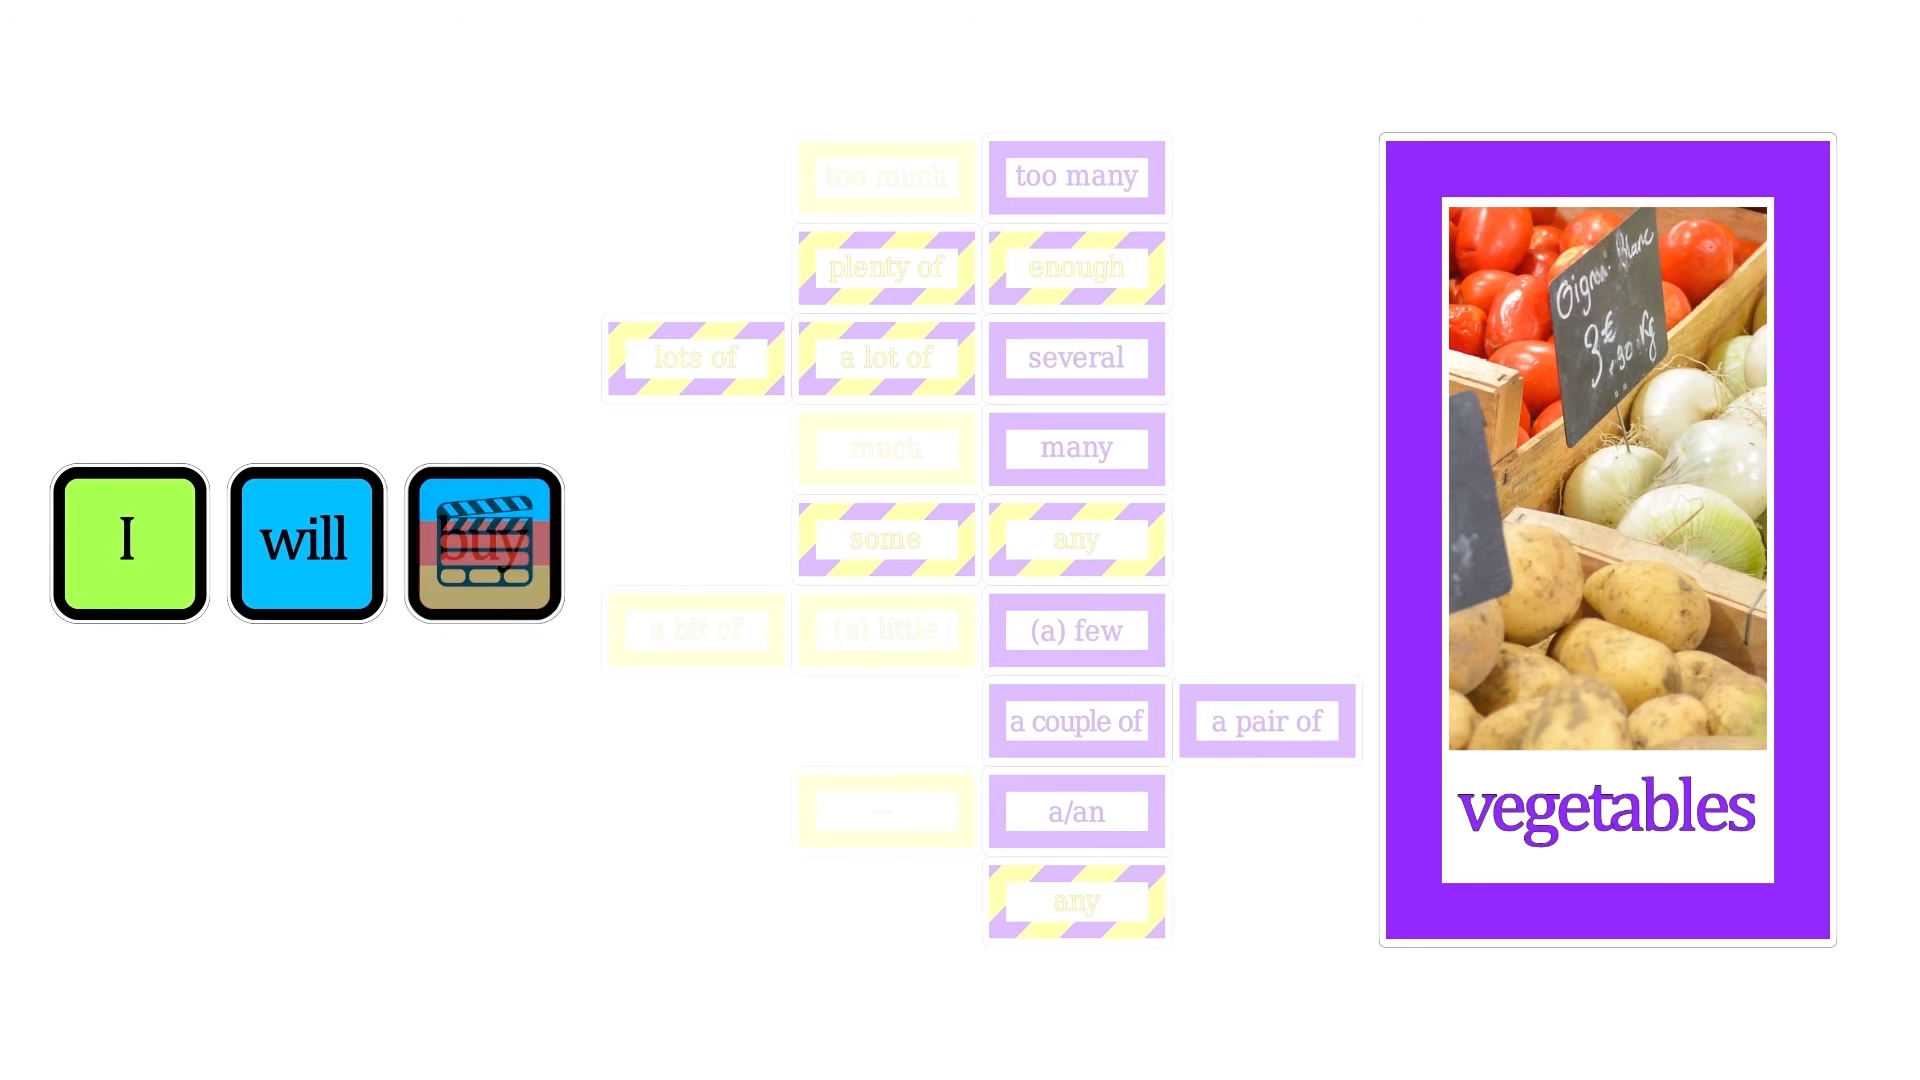 I will buy
too much too many
plenty of enough
lots of a lot of several
much many
some any
a bit of (a) little (a) few
a couple of a pair of
— a/an
any
Oignon Blanc
3€
.90 Kg
vegetables